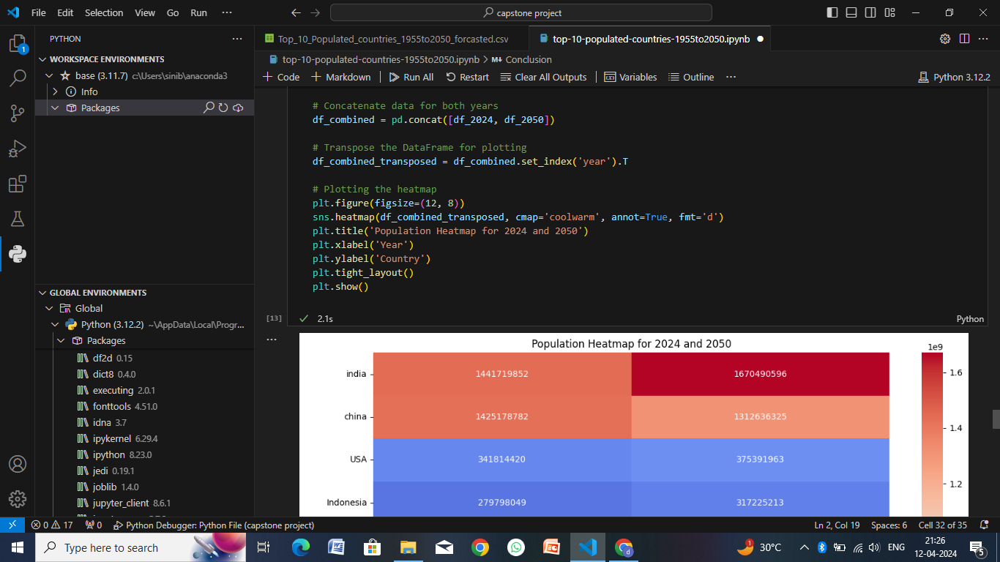 File Edit Selection View Go Run ···
capstone project
PYTHON ···
WORKSPACE ENVIRONMENTS
base (3.11.7) c:\Users\sinib\anaconda3
Info
Packages
GLOBAL ENVIRONMENTS
Global
Python (3.12.2) ~\AppData\Local\Progr...
Packages
df2d 0.15
dict8 0.4.0
executing 2.0.1
fonttools 4.51.0
idna 3.7
ipykernel 6.29.4
ipython 8.23.0
jedi 0.19.1
joblib 1.4.0
jupyter_client 8.6.1
1
Top_10_Populated_countries_1955to2050_forcasted.csv
top-10-populated-countries-1955to2050.ipynb
top-10-populated-countries-1955to2050.ipynb > M↓ Conclusion
Code Markdown Run All Restart Clear All Outputs Variables Outline ··· Python 3.12.2
# Concatenate data for both years
df_combined = pd.concat([df_2024, df_2050])
# Transpose the DataFrame for plotting
df_combined_transposed = df_combined.set_index('year').T
# Plotting the heatmap
plt.figure(figsize=(12, 8))
sns.heatmap(df_combined_transposed, cmap='coolwarm', annot=True, fmt='d')
plt.title('Population Heatmap for 2024 and 2050')
plt.xlabel('Year')
plt.ylabel('Country')
plt.tight_layout()
plt.show()
[13] 2.1s Python
Population Heatmap for 2024 and 2050
1e9
india 1441719852 1670490596
1.6
china 1425178782 1312636325
1.4
USA 341814420 375391963
1.2
Indonesia 279798049 317225213
0 17 0 Python Debugger: Python File (capstone project) Ln 2, Col 19 Spaces: 6 Cell 32 of 35
Type here to search
1 30°C ENG 21:26
12-04-2024
5